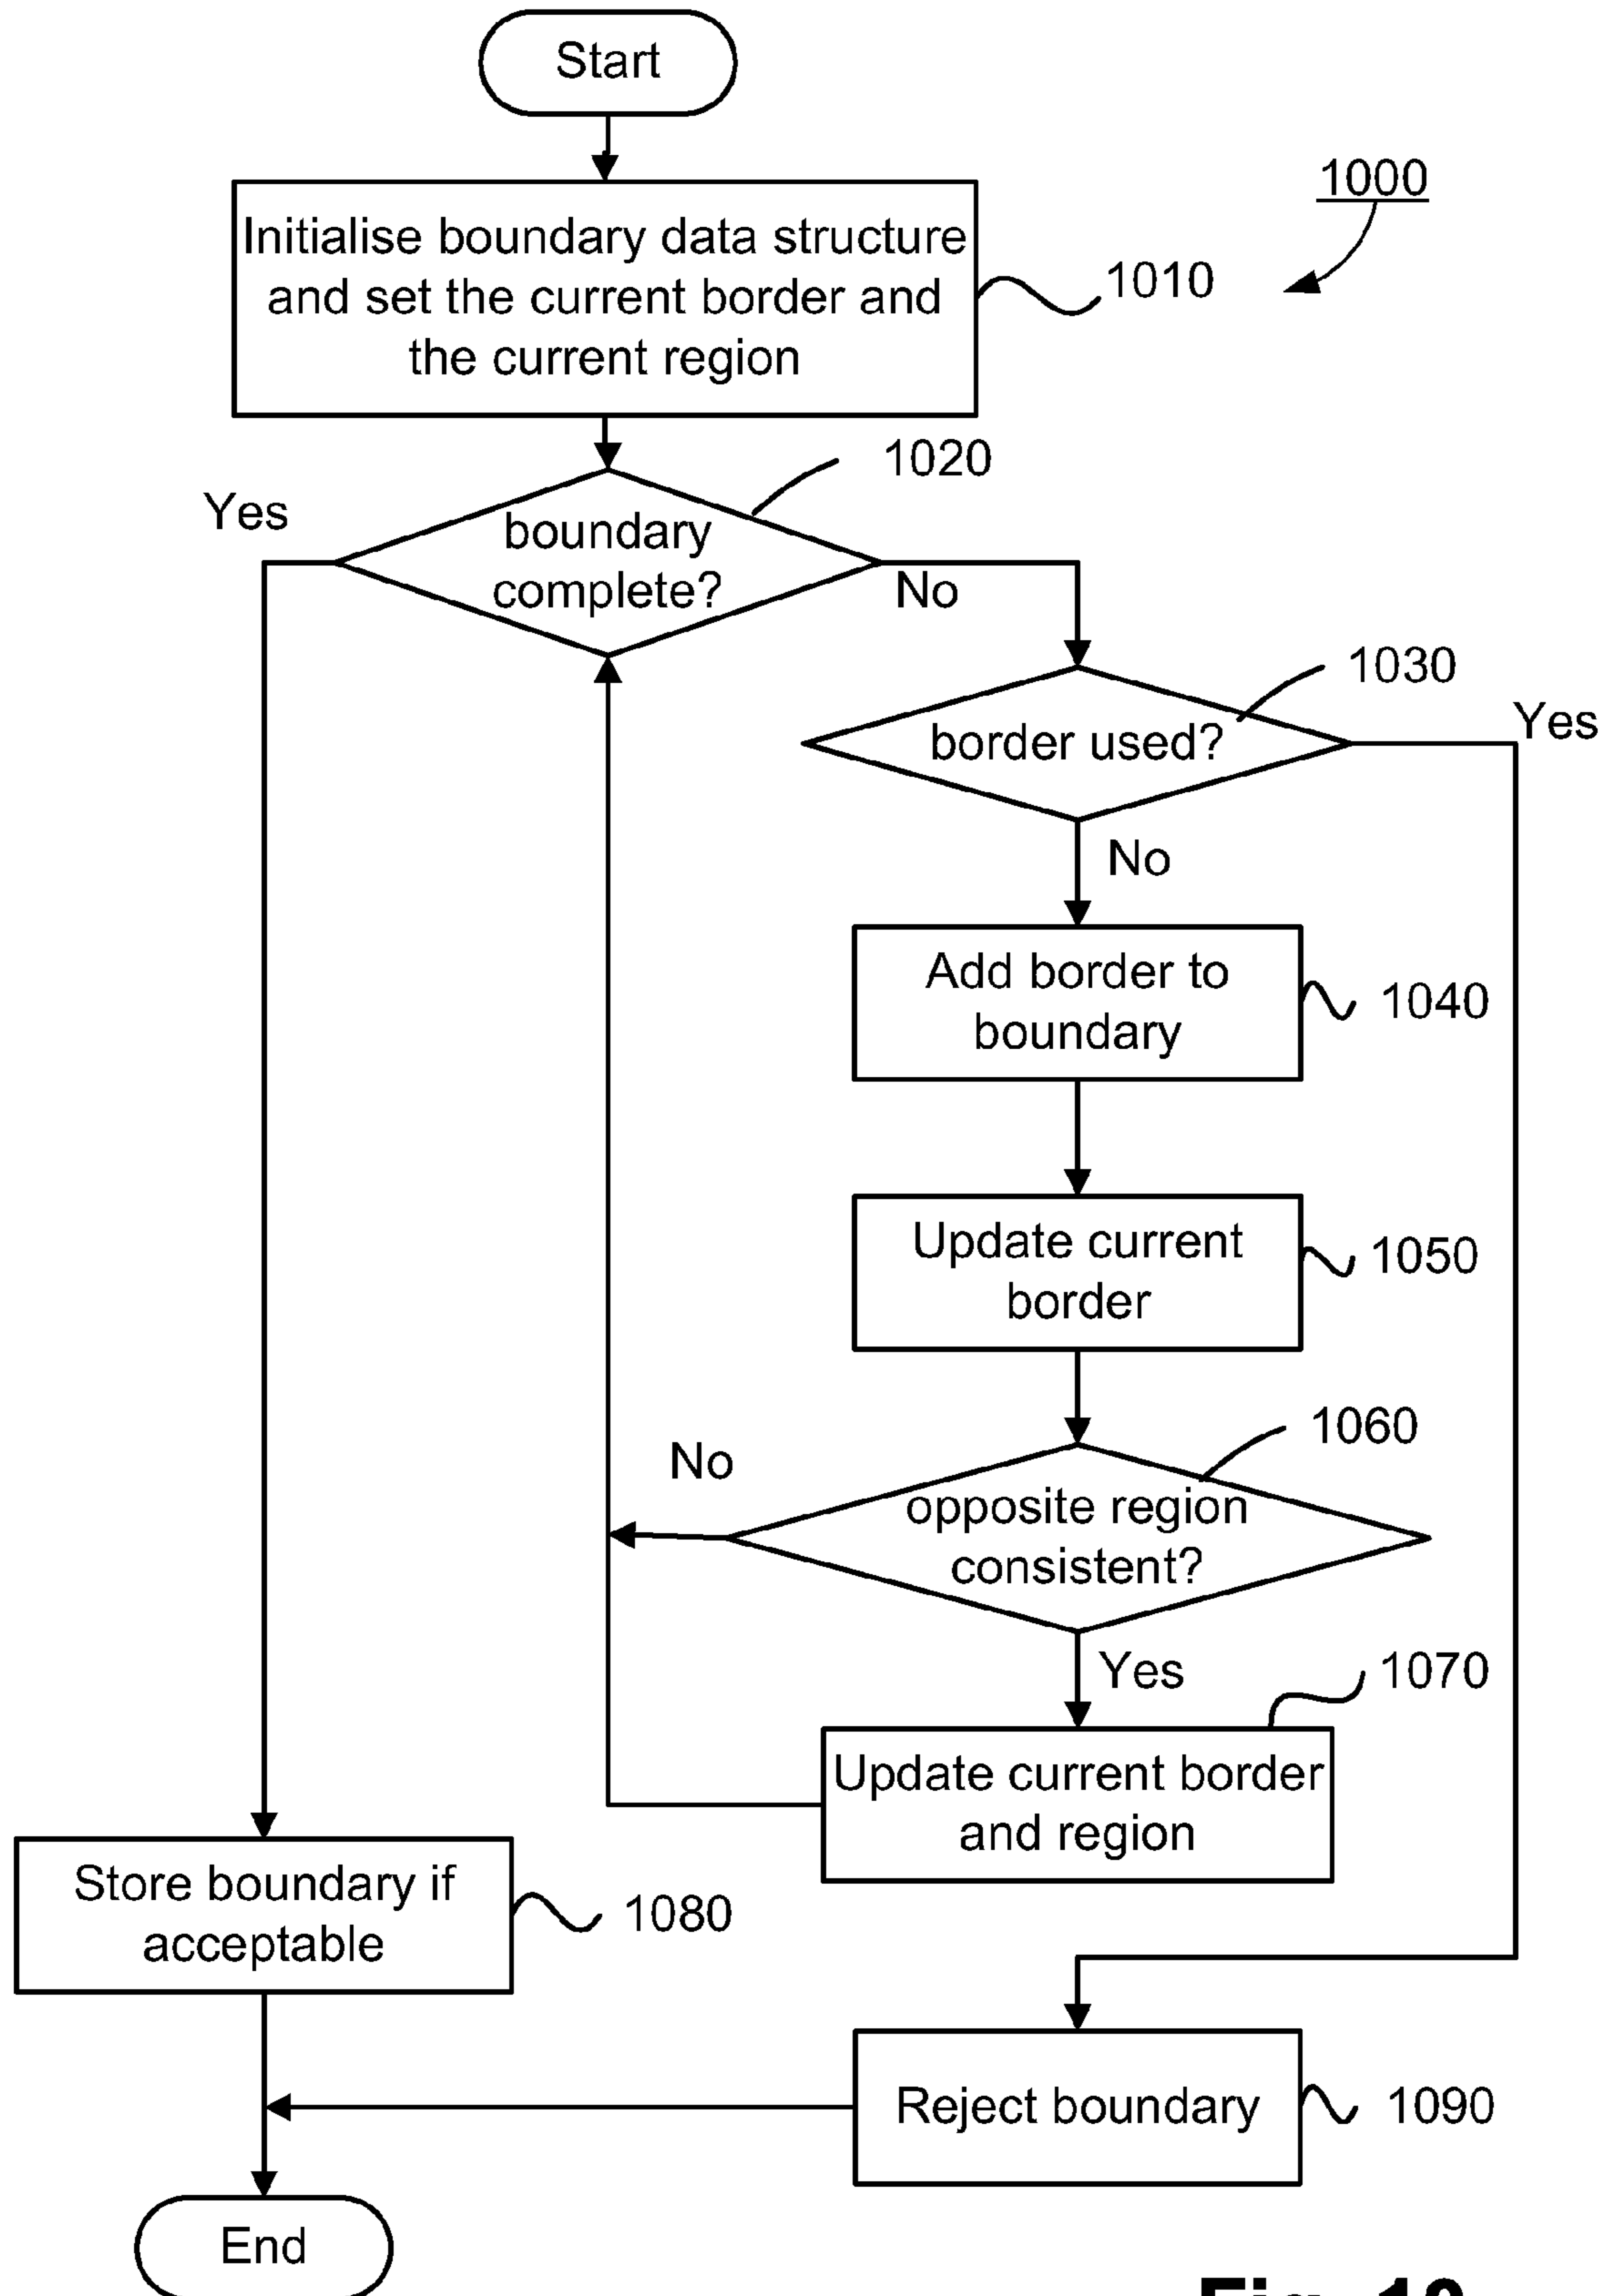 Start
1000
Initialise boundary data structure
and set the current border and
the current region
1010
1020
Yes
boundary
complete?
No
1030
Yes
border used?
No
Add border to
boundary
1040
Update current
border
1050
1060
No
opposite region
consistent?
Yes
1070
Update current border
and region
Store boundary if
acceptable
1080
Reject boundary
1090
End
Fig. 10